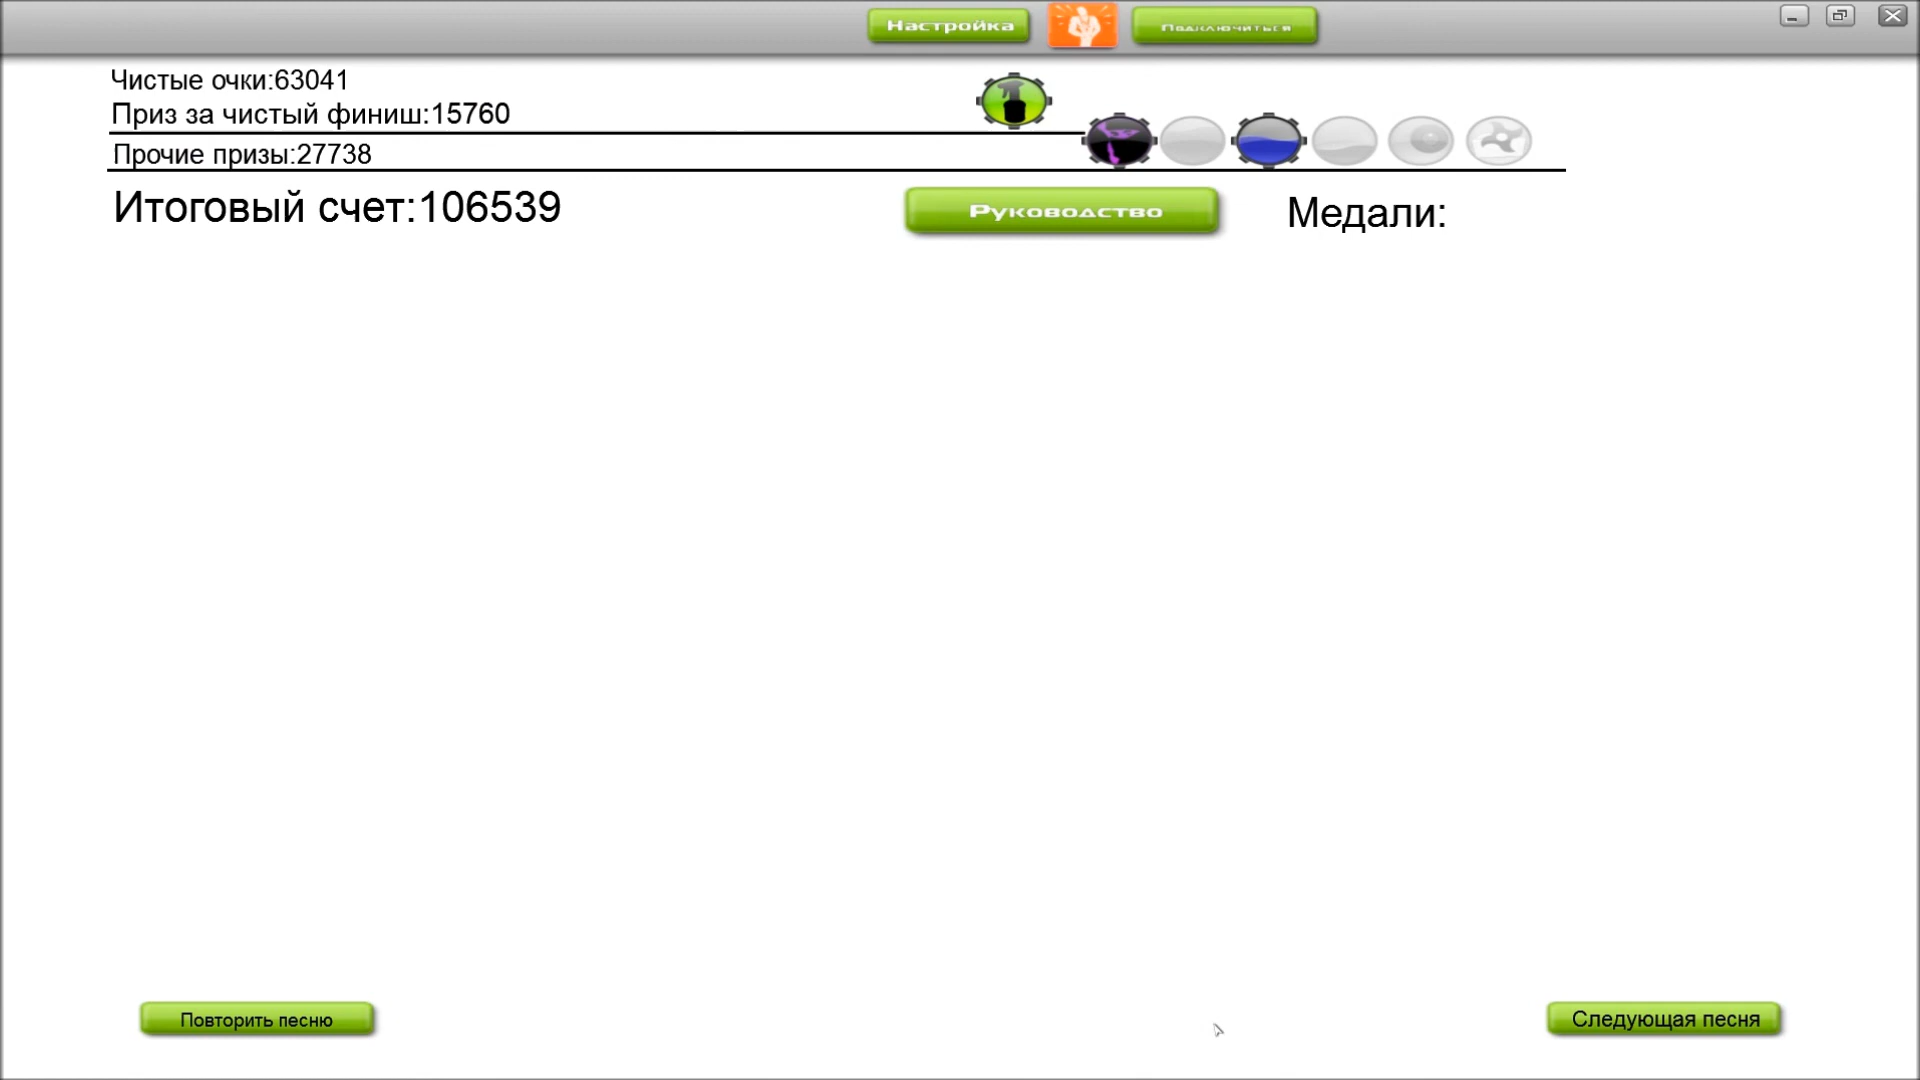 Настройка
Подключиться
Чистые очки:63041
Приз за чистый финиш:15760
Прочие призы:27738
Итоговый счет:106539
Руководство
Медали:
Повторить песню
Следующая песня